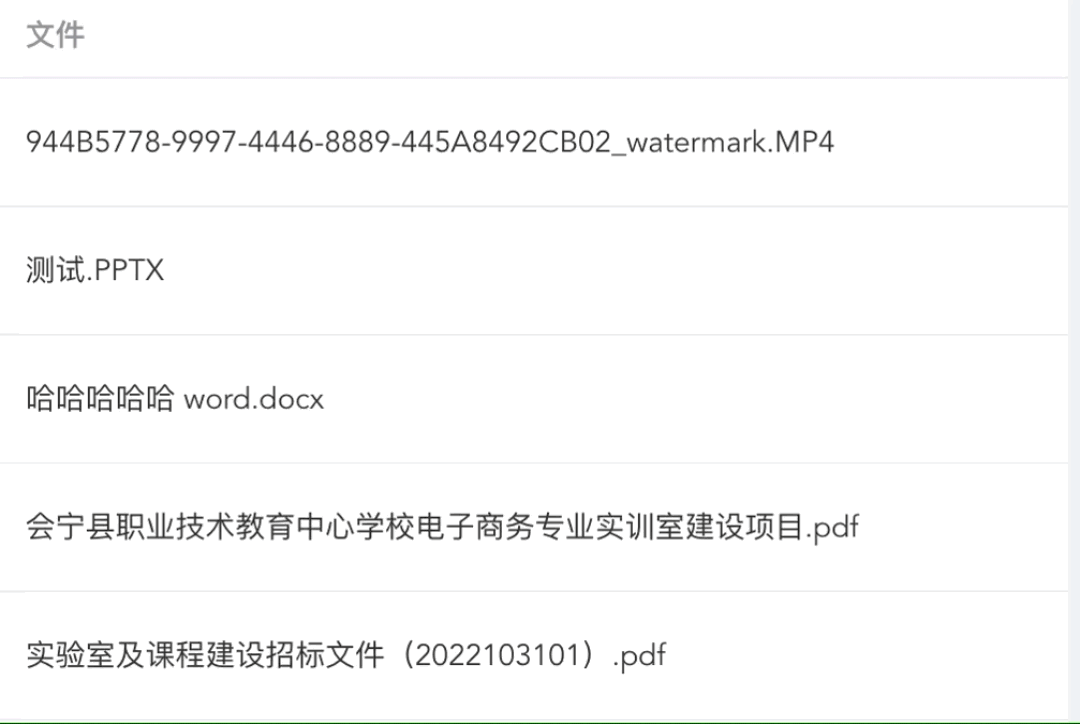 文件
944B5778-9997-4446-8889-445A8492CB02_watermark.MP4
测试.PPTX
哈哈哈哈哈 word.docx
会宁县职业技术教育中心学校电子商务专业实训室建设项目.pdf
实验室及课程建设招标文件（2022103101）.pdf